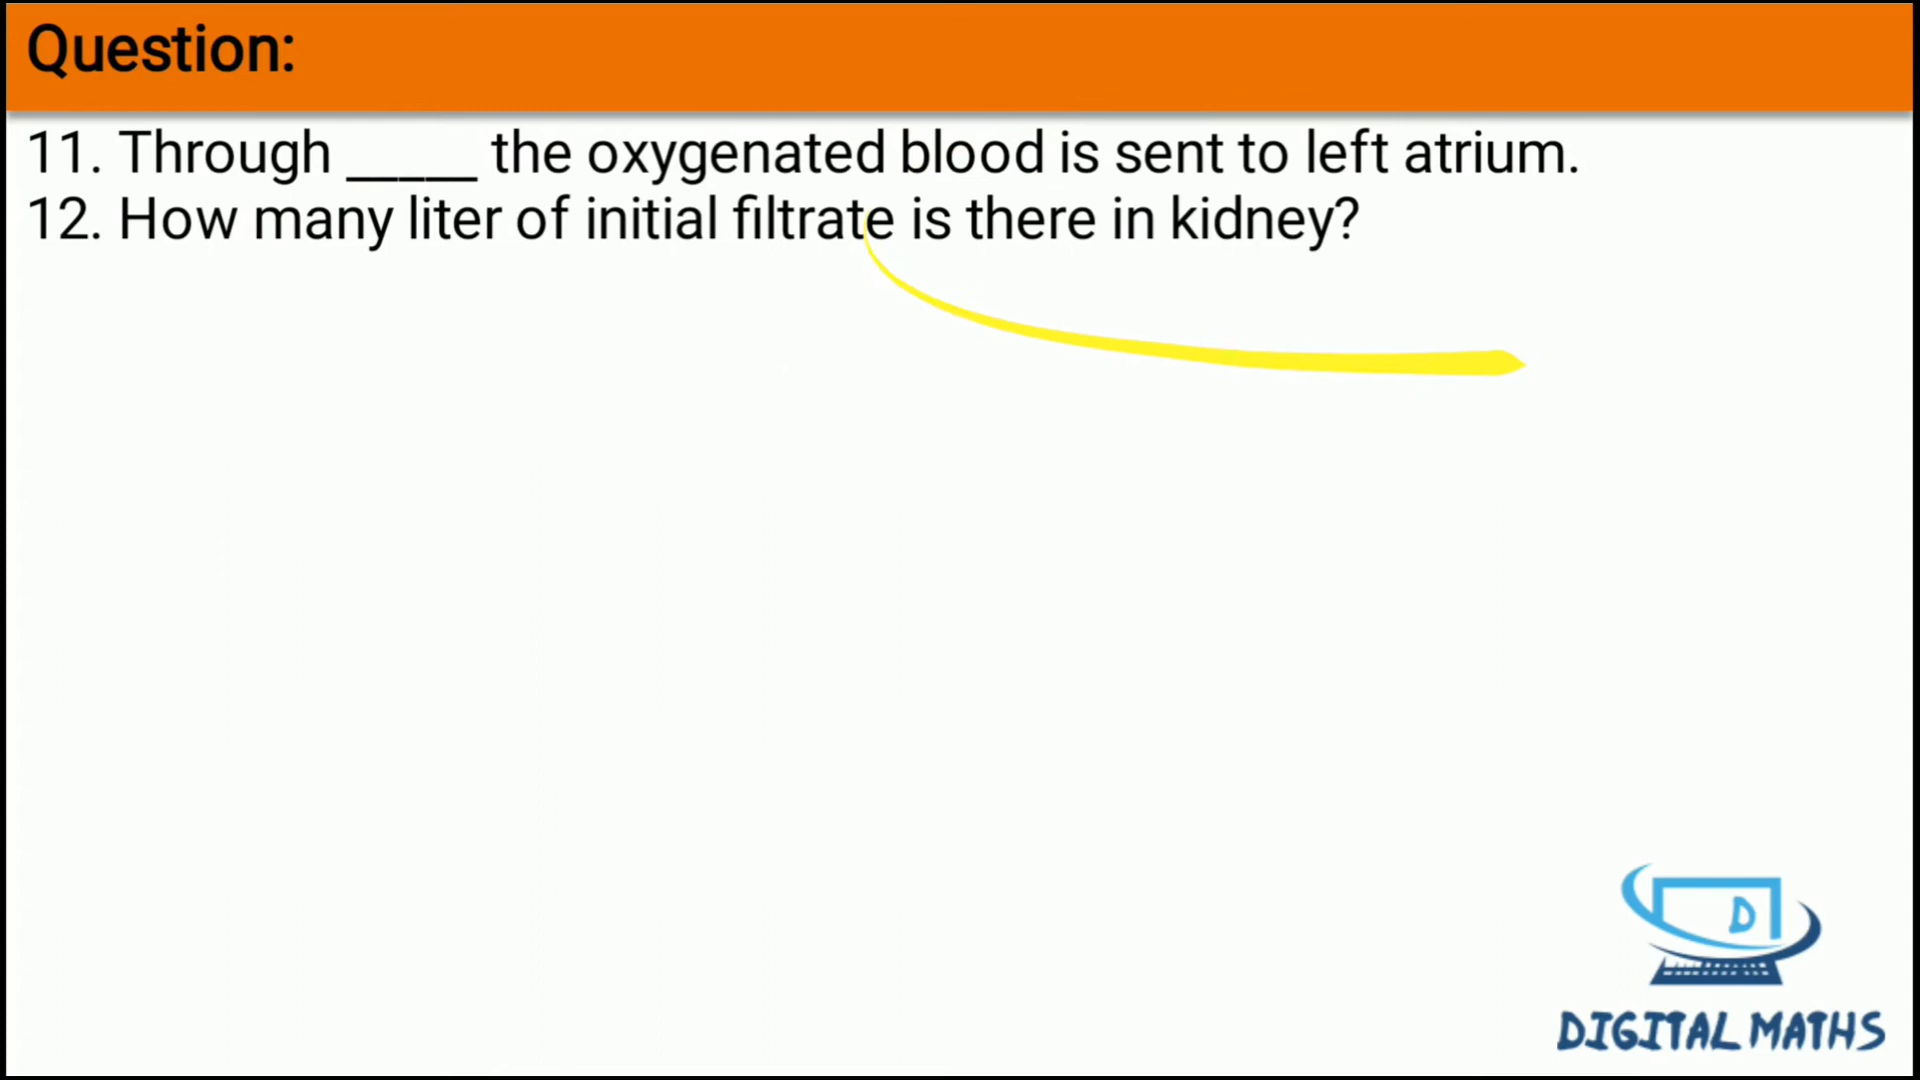 Question:
11. Through _____ the oxygenated blood is sent to left atrium.
12. How many liter of initial filtrate is there in kidney?
D
DIGITAL MATHS